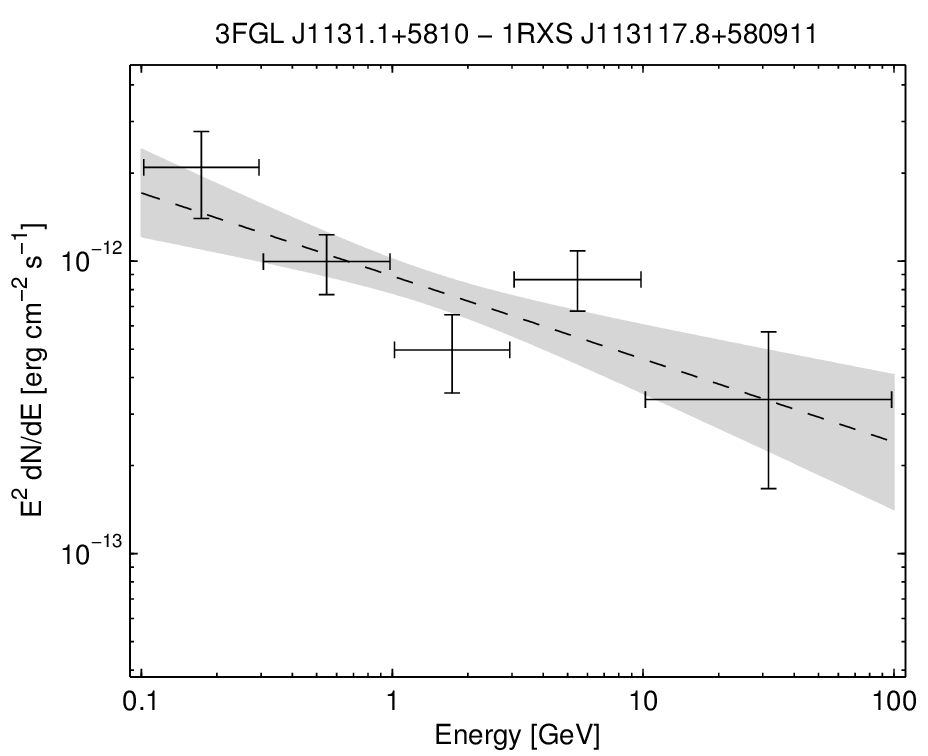 3FGL J1131.1+5810 − 1RXS J113117.8+580911
E² dN/dE [erg cm⁻² s⁻¹]
10⁻¹²
10⁻¹³
0.1 1 10 100
Energy [GeV]